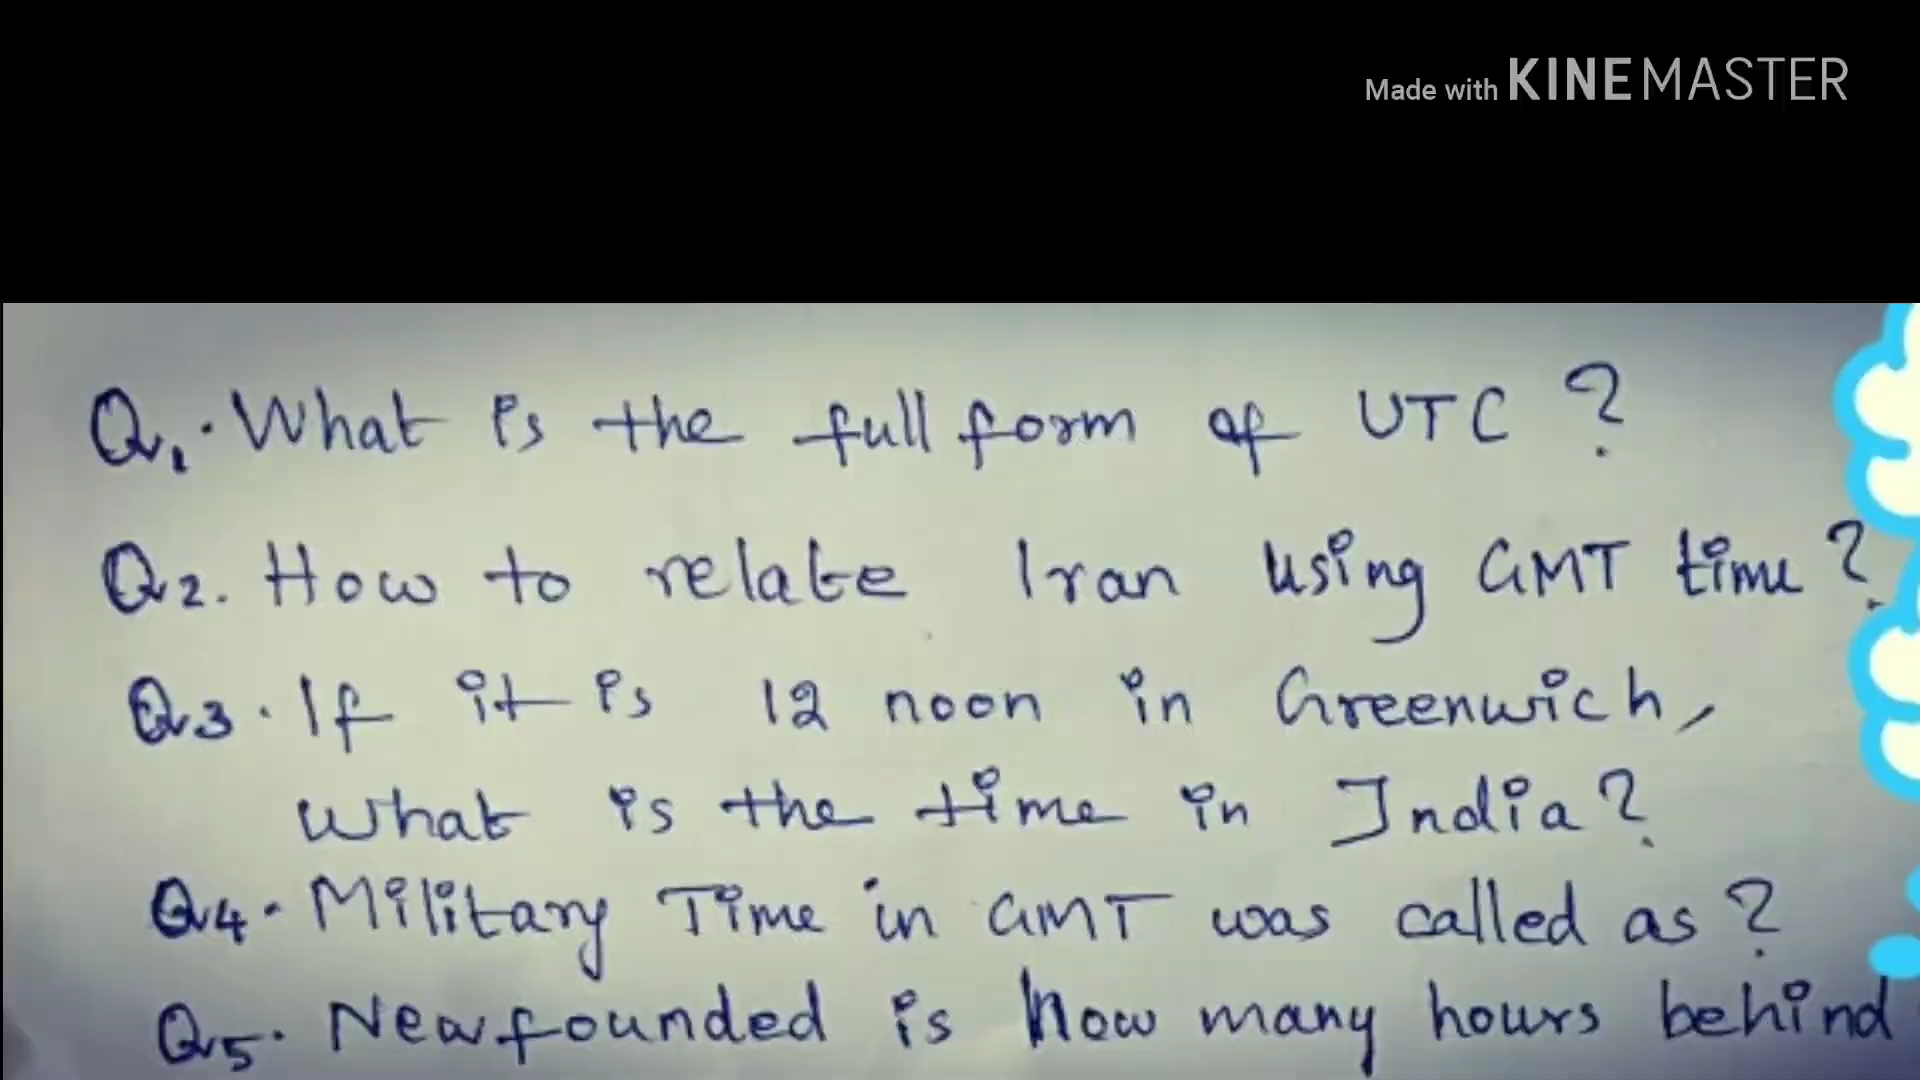 Made with KINEMASTER
Q1. What is the full form of UTC ?
Q2. How to relate Iran using GMT time ?
Q3. If it is 12 noon in Greenwich,
what is the time in India ?
Q4. Military Time in GMT was called as ?
Q5. Newfounded is how many hours behind